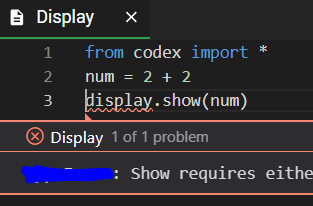 Display
1 from codex import *
2 num = 2 + 2
3 display.show(num)
Display 1 of 1 problem
: Show requires eithe